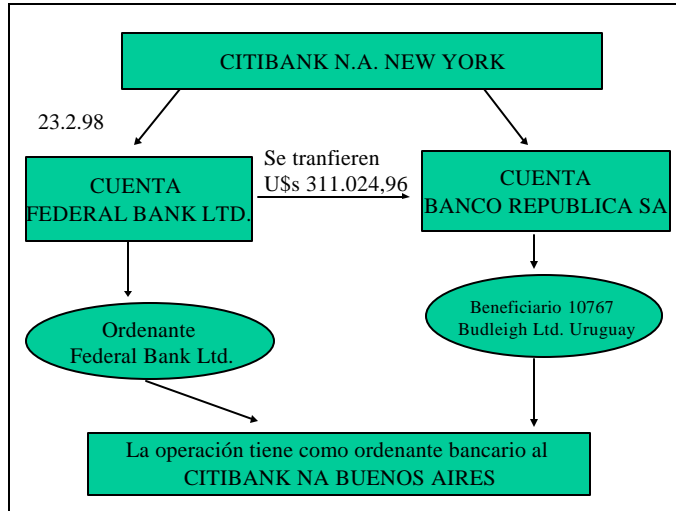 CITIBANK N.A. NEW YORK
23.2.98
CUENTA
FEDERAL BANK LTD.
Se tranfieren
U$s 311.024,96
CUENTA
BANCO REPUBLICA SA
Ordenante
Federal Bank Ltd.
Beneficiario 10767
Budleigh Ltd. Uruguay
La operación tiene como ordenante bancario al
CITIBANK NA BUENOS AIRES